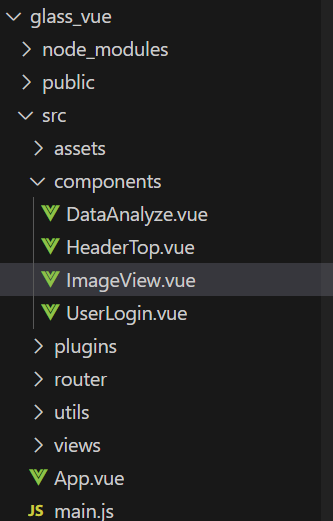 glass_vue
node_modules
public
src
assets
components
DataAnalyze.vue
HeaderTop.vue
ImageView.vue
UserLogin.vue
plugins
router
utils
views
App.vue
JS main.js